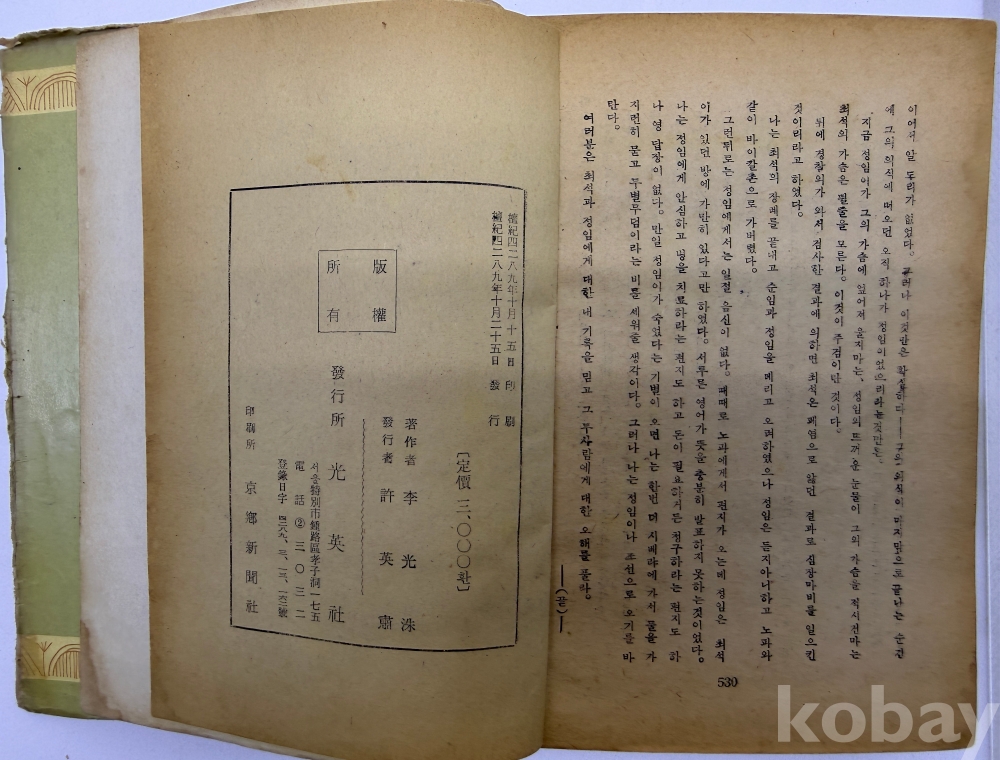 이어서 알 도리가 없었다。 그러나 이것만은 확실하다──그의 의식이 마지막으로 끝나는 순간
에 그의 의식에 떠오던 오직 하나가 정임이었으리라는것만은。
지금 정임이가 그의 가슴에 엎어져 울지마는、정임의 뜨꺼운 눈물이 그의 가슴을 적시건마는
최석의 가슴은 뛸줄을 모른다。이것이 주검이란 것이다。
뒤에 경찰의가 와서 검사한 결과에 의하면 최석은 폐염으로 앓던 결과로 심장마비를 일으킨
것이리라고 하였다。
나는 최석의 장례를 끝내고 순임과 정임을 데리고 오려하였으나 정임은 듣지아니하고 노파와
같이 바이칼촌으로 가버렸다。
그런뒤로는 정임에게서는 일절 음신이 없다。 때때로 노파에게서 편지가 오는데 정임은 최석
이가 있던 방에 가만히 있다고만 하였다。서투른 영어가 뜻을 충분히 발표하지 못하는것이었다。
나는 정임에게 안심하고 병을 치료하라는 편지도 하고 돈이 필요하거든 청구하라는 편지도 하
나 영 답장이 없다。만일 정임이가 죽었다는 기별이 오면 나는 한번 더 시베랴에 가서 둘을 가
지런히 묻고 두별무덤이라는 비를 세워줄 생각이다。 그러나 나는 정임이나 조선으로 오기를 바
란다。
여러분은 최석과 정임에게 대한 내 기록을 믿고 그 두사람에게 대한 오해를 풀라。
──(끝)──
530
檀紀四二八九年十月十五日 印刷
檀紀四二八九年十月二十五日 發行
[定價 三、〇〇〇환]
版權
所有
著作者 李光洙
發行者 許英肅
發行所 光英社
서울特別市鍾路區孝子洞一七五
電話②三〇三二
印刷所 京鄕新聞社
kobay